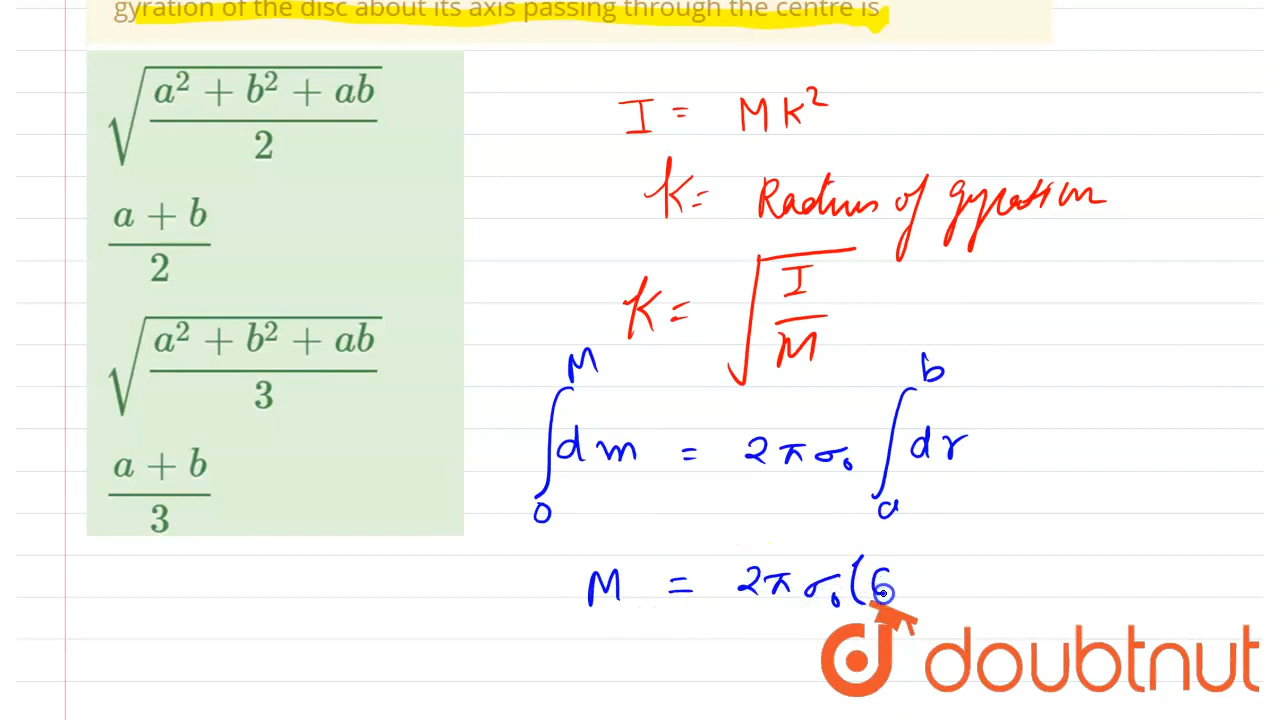 gyration of the disc about its axis passing through the centre is
√((a² + b² + ab)/2)
(a + b)/2
√((a² + b² + ab)/3)
(a + b)/3
I = MK²
K = Radius of gyration
K = √(I/M)
∫₀ᴹ dm = 2πσ₀ ∫ₐᵇ dr
M = 2πσ₀(
doubtnut